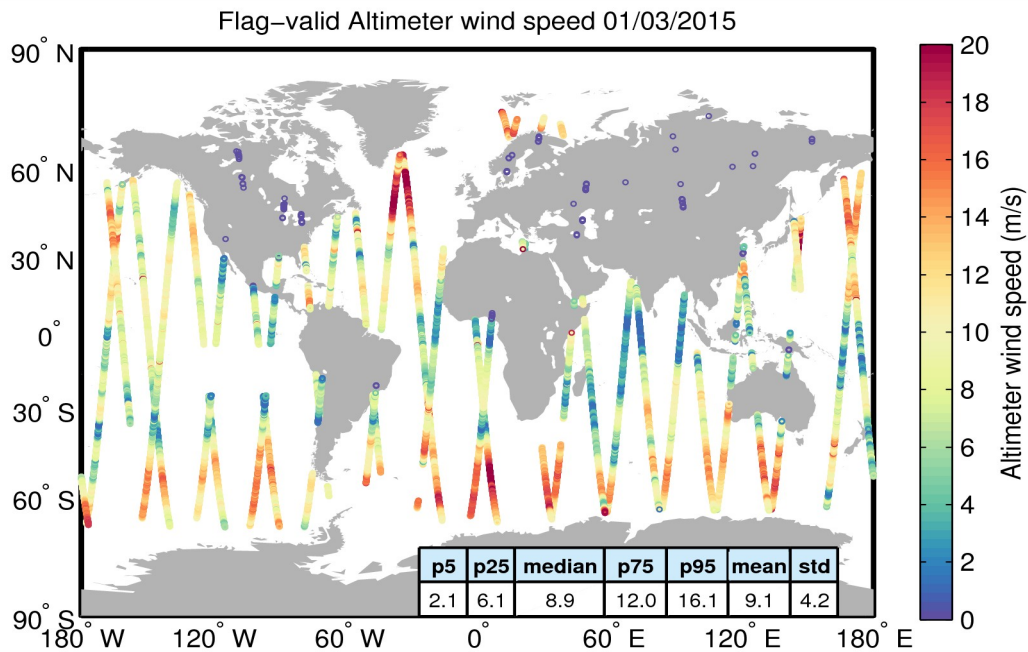 Flag−valid Altimeter wind speed 01/03/2015
90° N
60° N
30° N
0°
30° S
60° S
90° S
180° W
120° W
60° W
0°
60° E
120° E
180° E
p5 p25 median p75 p95 mean std
2.1 6.1 8.9 12.0 16.1 9.1 4.2
20
18
16
14
12
10
8
6
4
2
0
Altimeter wind speed (m/s)